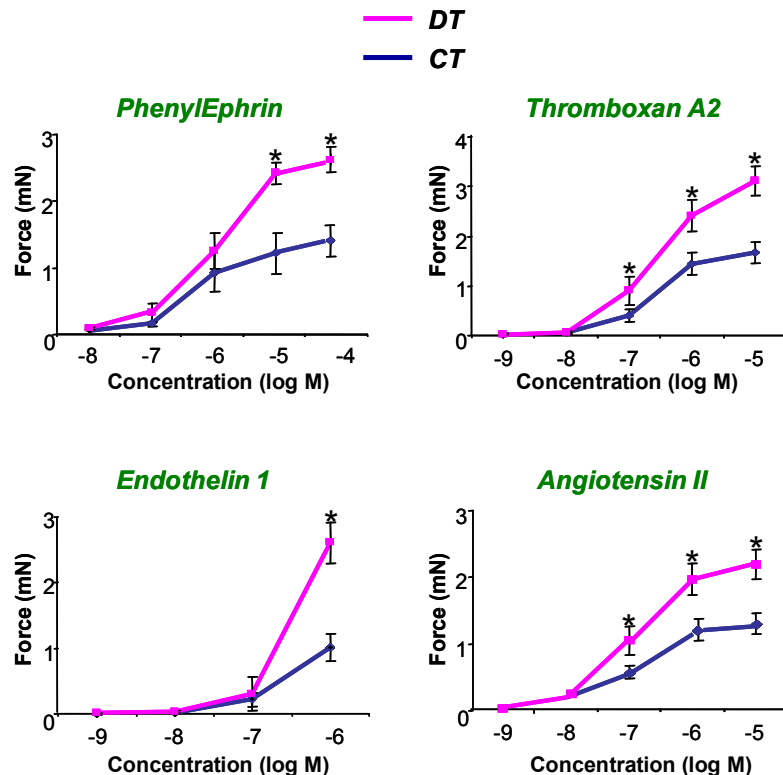 DT
CT
PhenylEphrin
3
2
1
0
Force (mN)
*
*
-8 -7 -6 -5 -4
Concentration (log M)
Thromboxan A2
4
3
2
1
0
Force (mN)
*
*
*
-9 -8 -7 -6 -5
Concentration (log M)
Endothelin 1
3
2
1
0
Force (mN)
*
-9 -8 -7 -6
Concentration (log M)
Angiotensin II
3
2
1
0
Force (mN)
*
*
*
-9 -8 -7 -6 -5
Concentration (log M)